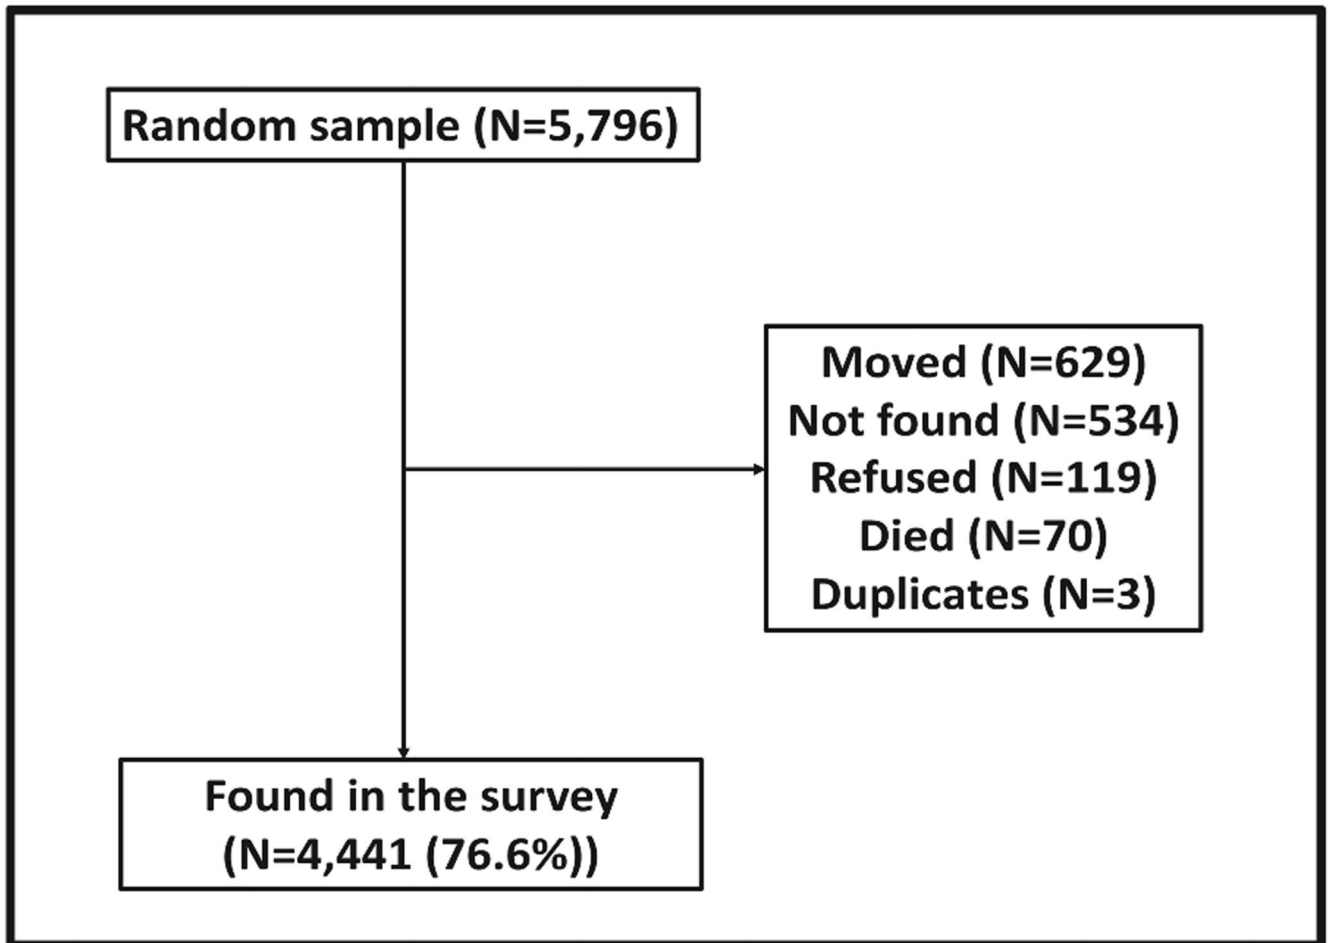 Random sample (N=5,796)
Moved (N=629)
Not found (N=534)
Refused (N=119)
Died (N=70)
Duplicates (N=3)
Found in the survey
(N=4,441 (76.6%))